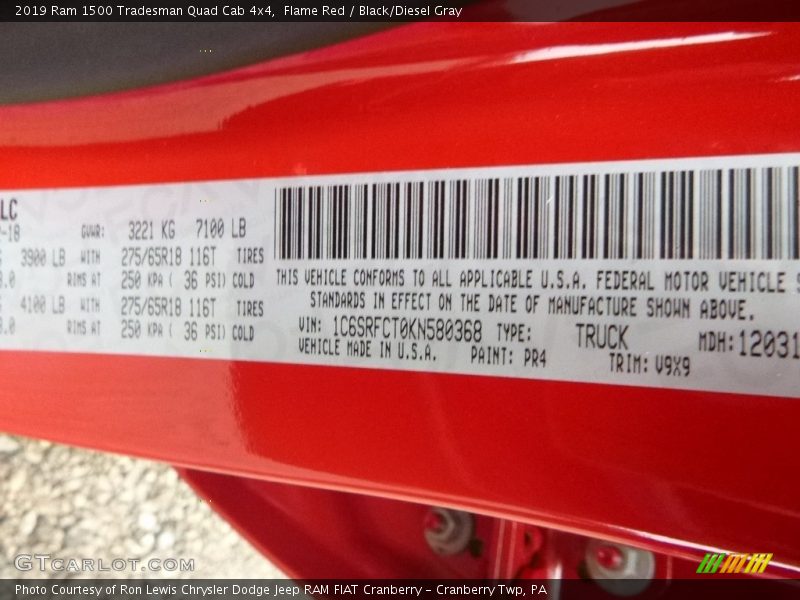 2019 Ram 1500 Tradesman Quad Cab 4x4, Flame Red / Black/Diesel Gray
LC
-18
GVWR: 3221 KG 7100 LB
3900 LB WITH 275/65R18 116T TIRES
RIMS AT 250 KPA ( 36 PSI) COLD
4100 LB WITH 275/65R18 116T TIRES
RIMS AT 250 KPA ( 36 PSI) COLD
THIS VEHICLE CONFORMS TO ALL APPLICABLE U.S.A. FEDERAL MOTOR VEHICLE S
STANDARDS IN EFFECT ON THE DATE OF MANUFACTURE SHOWN ABOVE.
VIN: 1C6SRFCT0KN580368 TYPE: TRUCK MDH: 12031
VEHICLE MADE IN U.S.A. PAINT: PR4 TRIM: V9X9
GTCARLOT.COM
Photo Courtesy of Ron Lewis Chrysler Dodge Jeep RAM FIAT Cranberry – Cranberry Twp, PA